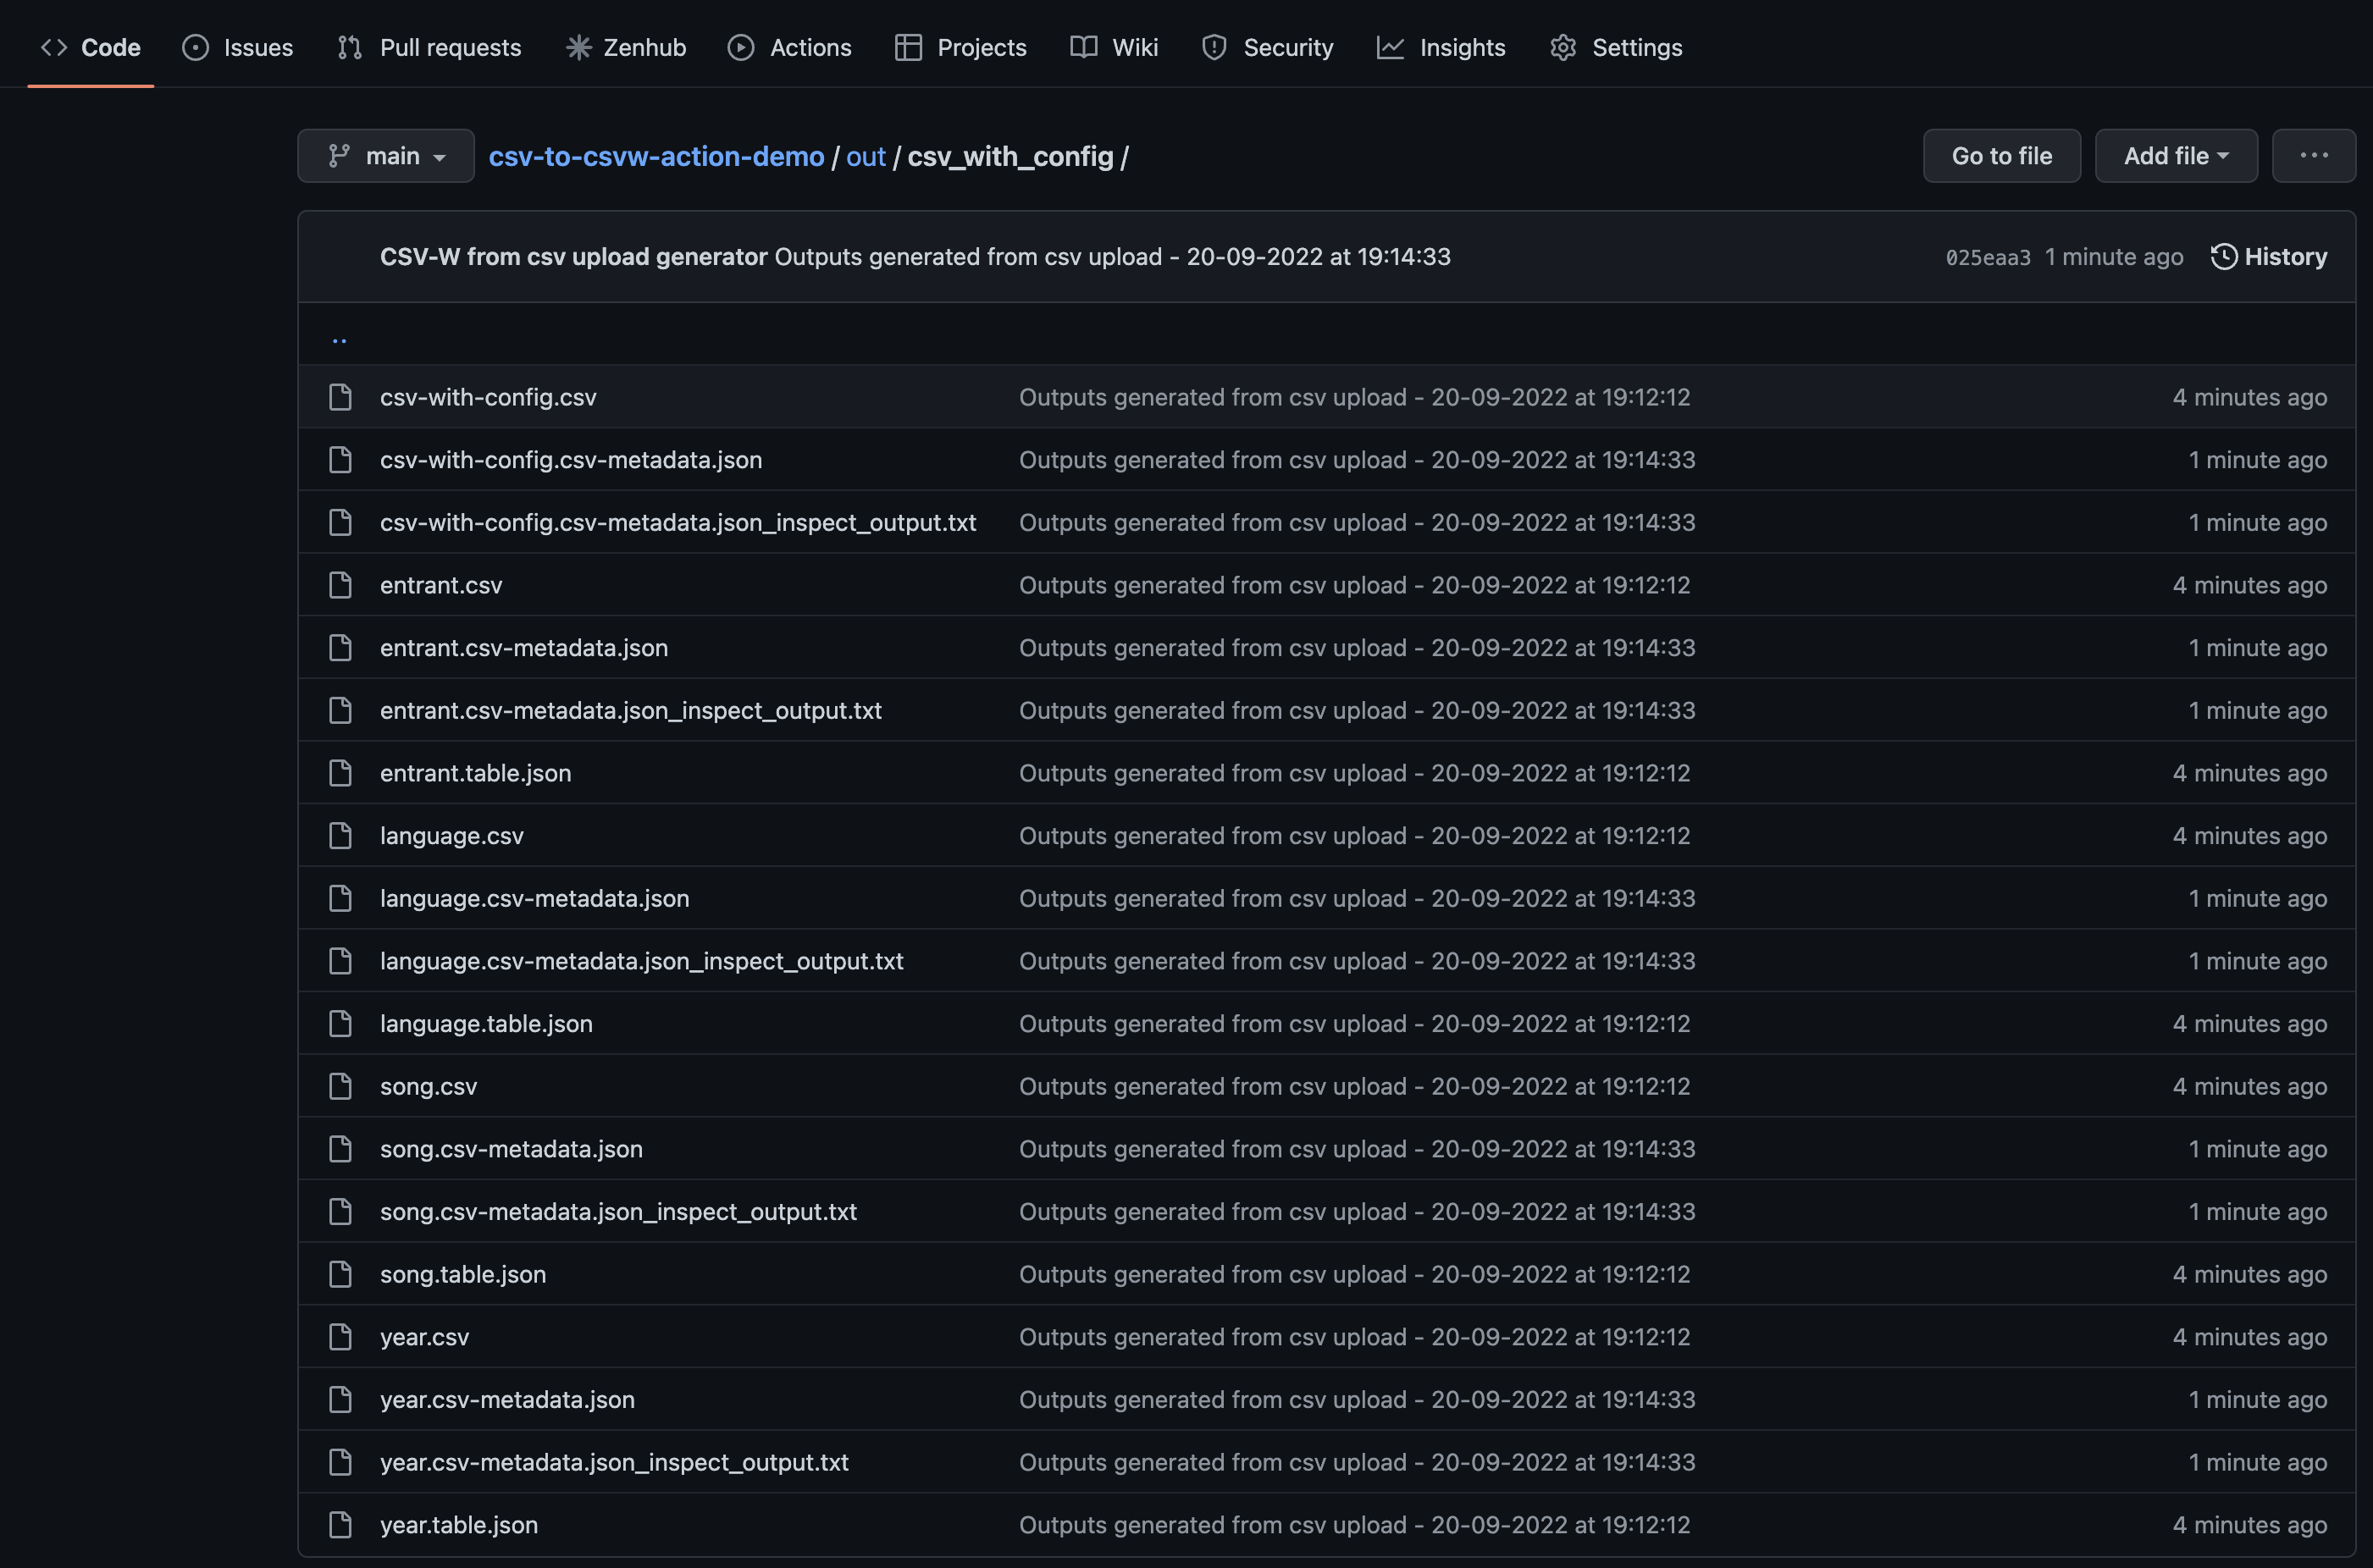 Code Issues Pull requests Zenhub Actions Projects Wiki Security Insights Settings
main csv-to-csvw-action-demo / out / csv_with_config / Go to file Add file ...
CSV-W from csv upload generator Outputs generated from csv upload - 20-09-2022 at 19:14:33 025eaa3 1 minute ago History
..
csv-with-config.csv Outputs generated from csv upload - 20-09-2022 at 19:12:12 4 minutes ago
csv-with-config.csv-metadata.json Outputs generated from csv upload - 20-09-2022 at 19:14:33 1 minute ago
csv-with-config.csv-metadata.json_inspect_output.txt Outputs generated from csv upload - 20-09-2022 at 19:14:33 1 minute ago
entrant.csv Outputs generated from csv upload - 20-09-2022 at 19:12:12 4 minutes ago
entrant.csv-metadata.json Outputs generated from csv upload - 20-09-2022 at 19:14:33 1 minute ago
entrant.csv-metadata.json_inspect_output.txt Outputs generated from csv upload - 20-09-2022 at 19:14:33 1 minute ago
entrant.table.json Outputs generated from csv upload - 20-09-2022 at 19:12:12 4 minutes ago
language.csv Outputs generated from csv upload - 20-09-2022 at 19:12:12 4 minutes ago
language.csv-metadata.json Outputs generated from csv upload - 20-09-2022 at 19:14:33 1 minute ago
language.csv-metadata.json_inspect_output.txt Outputs generated from csv upload - 20-09-2022 at 19:14:33 1 minute ago
language.table.json Outputs generated from csv upload - 20-09-2022 at 19:12:12 4 minutes ago
song.csv Outputs generated from csv upload - 20-09-2022 at 19:12:12 4 minutes ago
song.csv-metadata.json Outputs generated from csv upload - 20-09-2022 at 19:14:33 1 minute ago
song.csv-metadata.json_inspect_output.txt Outputs generated from csv upload - 20-09-2022 at 19:14:33 1 minute ago
song.table.json Outputs generated from csv upload - 20-09-2022 at 19:12:12 4 minutes ago
year.csv Outputs generated from csv upload - 20-09-2022 at 19:12:12 4 minutes ago
year.csv-metadata.json Outputs generated from csv upload - 20-09-2022 at 19:14:33 1 minute ago
year.csv-metadata.json_inspect_output.txt Outputs generated from csv upload - 20-09-2022 at 19:14:33 1 minute ago
year.table.json Outputs generated from csv upload - 20-09-2022 at 19:12:12 4 minutes ago